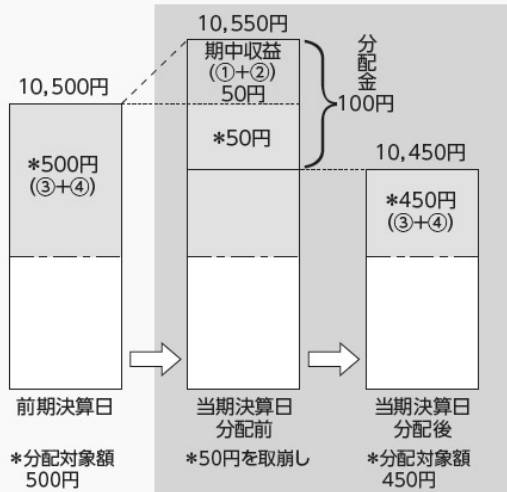 10,550円
期中収益
(①+②)
50円
分配金
100円
10,500円
*50円
10,450円
*500円
(③+④)
*450円
(③+④)
前期決算日
当期決算日
分配前
当期決算日
分配後
*分配対象額
500円
*50円を取崩し
*分配対象額
450円